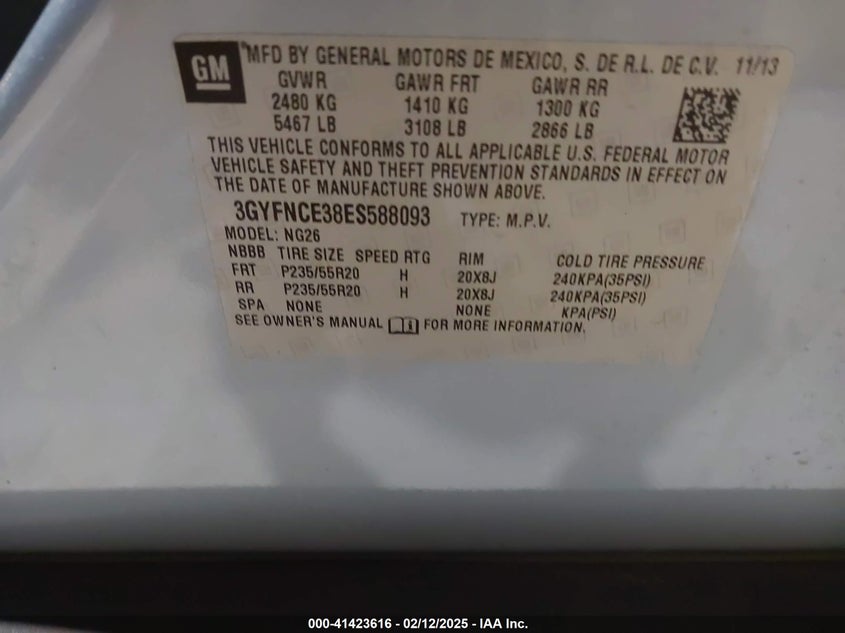 GM
®MFD BY GENERAL MOTORS DE MEXICO, S. DE R.L. DE C.V. 11/13
GVWR GAWR FRT GAWR RR
2480 KG 1410 KG 1300 KG
5467 LB 3108 LB 2866 LB
THIS VEHICLE CONFORMS TO ALL APPLICABLE U.S. FEDERAL MOTOR
VEHICLE SAFETY AND THEFT PREVENTION STANDARDS IN EFFECT ON
THE DATE OF MANUFACTURE SHOWN ABOVE.
3GYFNCE38ES588093 TYPE: M.P.V.
MODEL: NG26
NBBB TIRE SIZE SPEED RTG RIM COLD TIRE PRESSURE
FRT P235/55R20 H 20X8J 240KPA(35PSI)
RR P235/55R20 H 20X8J 240KPA(35PSI)
SPA NONE NONE KPA(PSI)
SEE OWNER'S MANUAL FOR MORE INFORMATION.
000-41423616 - 02/12/2025 - IAA Inc.